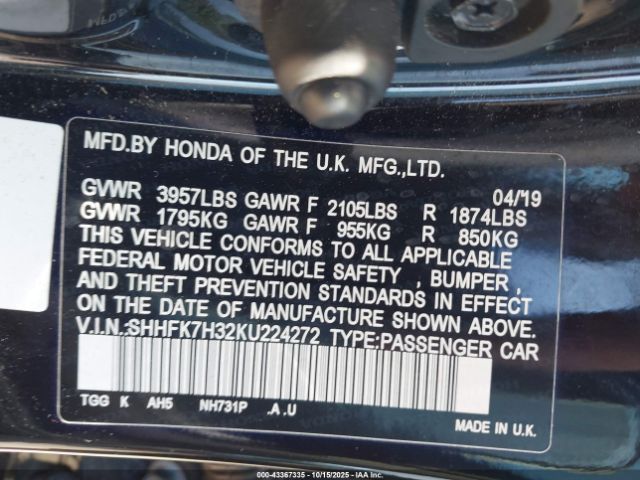 MFD.BY HONDA OF THE U.K. MFG.,LTD.
04/'19
GVWR 3957LBS GAWR F 2105LBS R 1874LBS
GVWR 1795KG GAWR F 955KG R 850KG
THIS VEHICLE CONFORMS TO ALL APPLICABLE
FEDERAL MOTOR VEHICLE SAFETY , BUMPER ,
AND THEFT PREVENTION STANDARDS IN EFFECT
ON THE DATE OF MANUFACTURE SHOWN ABOVE.
V.I.N.:SHHFK7H32KU224272 TYPE:PASSENGER CAR
TGG K AH5 NH731P .A .U
MADE IN U.K.
000-43367335 - 10/15/2025 - IAAI.COM